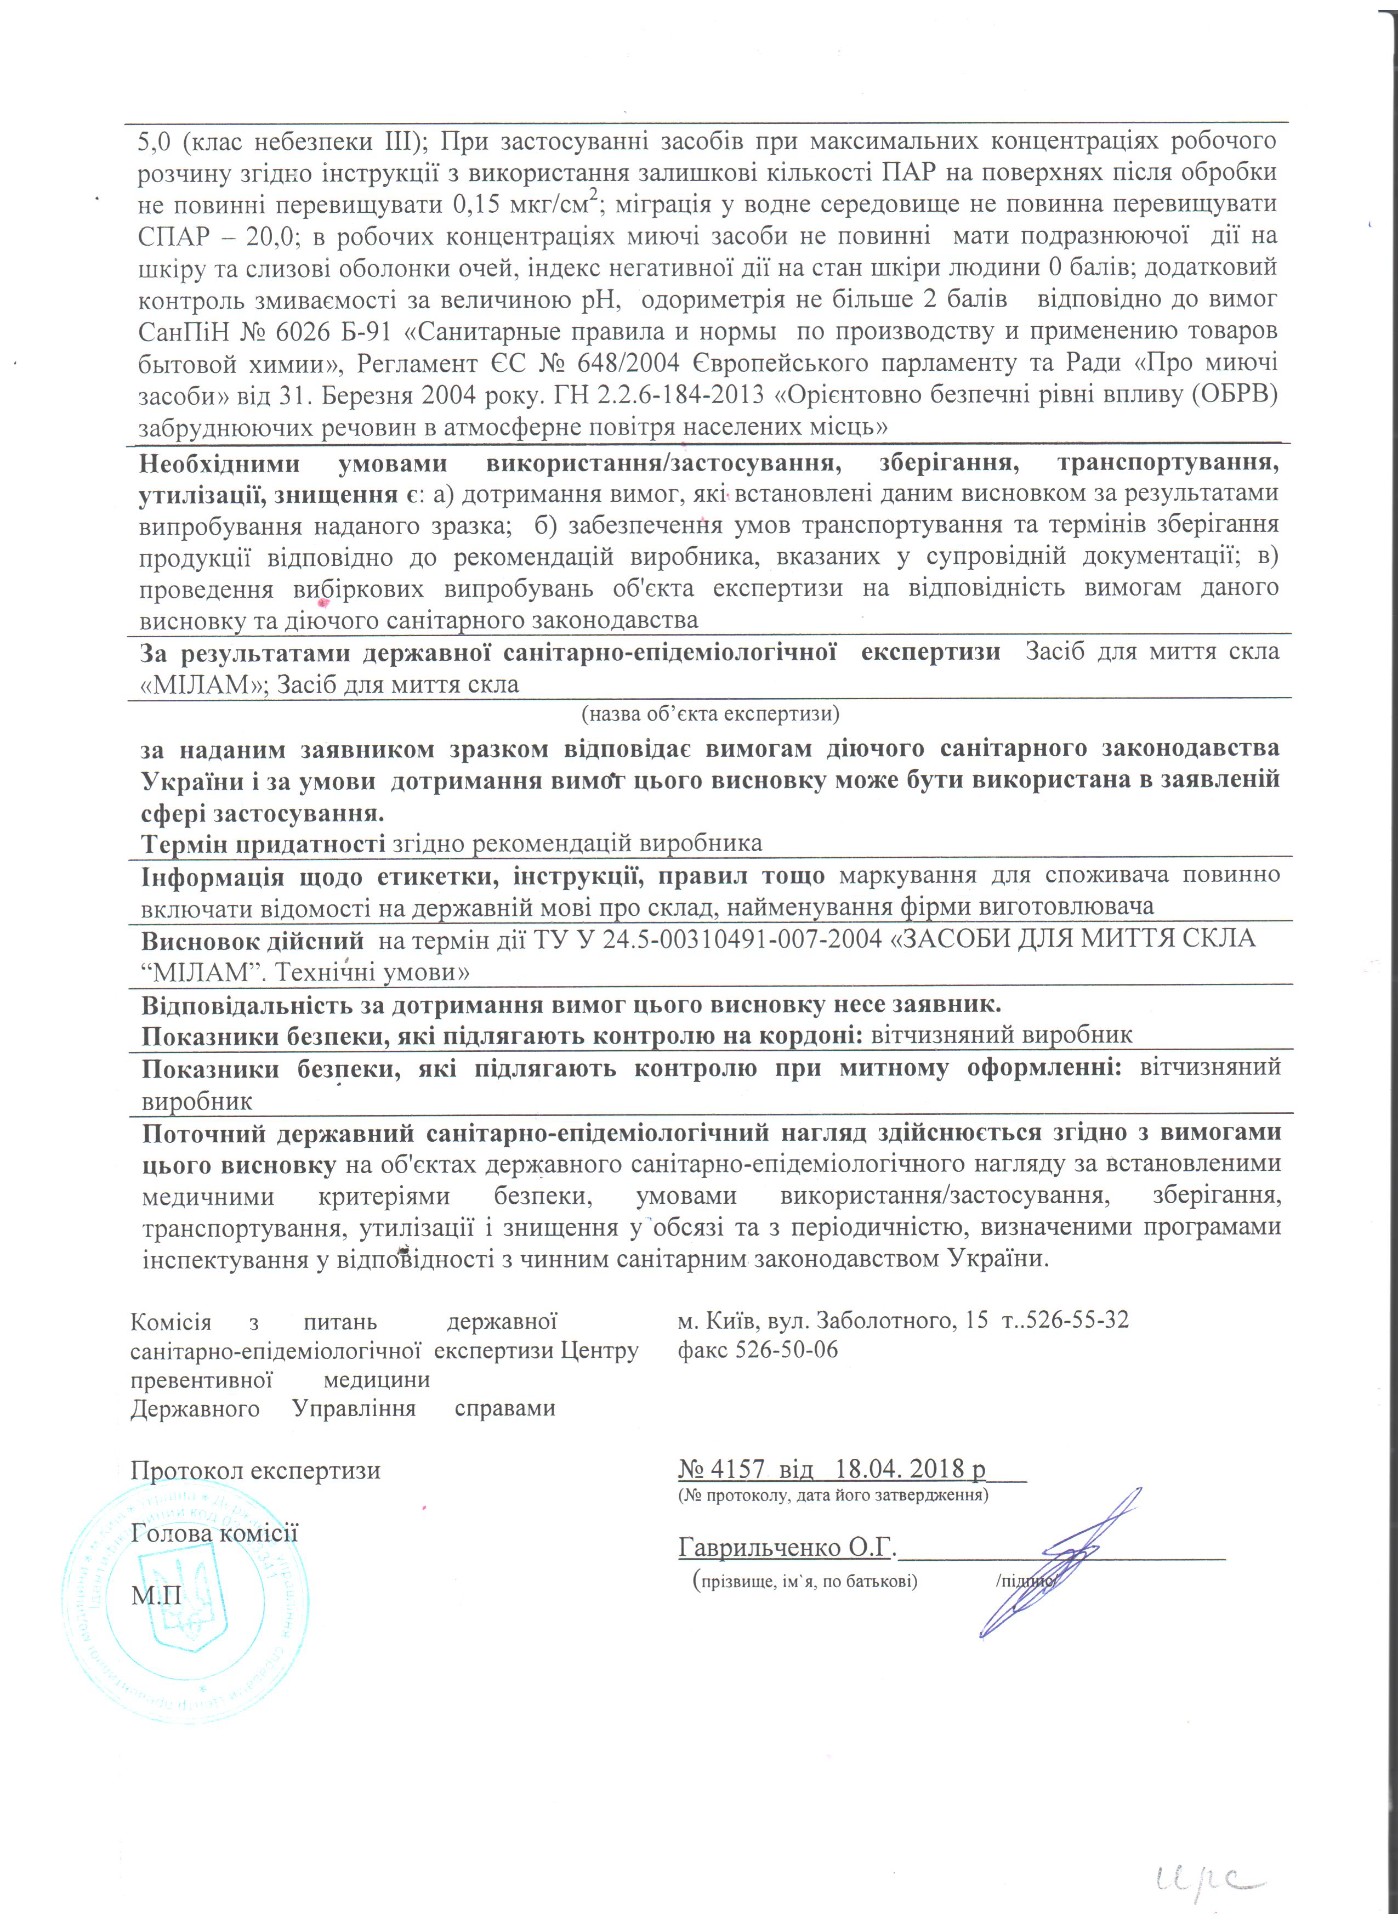 5,0 (клас небезпеки III); При застосуванні засобів при максимальних концентраціях робочого
розчину згідно інструкції з використання залишкові кількості ПАР на поверхнях після обробки
не повинні перевищувати 0,15 мкг/см²; міграція у водне середовище не повинна перевищувати
СПАР – 20,0; в робочих концентраціях миючі засоби не повинні мати подразнюючої дії на
шкіру та слизові оболонки очей, індекс негативної дії на стан шкіри людини 0 балів; додатковий
контроль змиваємості за величиною рН, одориметрія не більше 2 балів відповідно до вимог
СанПіН № 6026 Б-91 «Санитарные правила и нормы по производству и применению товаров
бытовой химии», Регламент ЄС № 648/2004 Європейського парламенту та Ради «Про миючі
засоби» від 31. Березня 2004 року. ГН 2.2.6-184-2013 «Орієнтовно безпечні рівні впливу (ОБРВ)
забруднюючих речовин в атмосферне повітря населених місць»
Необхідними умовами використання/застосування, зберігання, транспортування,
утилізації, знищення є: а) дотримання вимог, які встановлені даним висновком за результатами
випробування наданого зразка; б) забезпечення умов транспортування та термінів зберігання
продукції відповідно до рекомендацій виробника, вказаних у супровідній документації; в)
проведення вибіркових випробувань об'єкта експертизи на відповідність вимогам даного
висновку та діючого санітарного законодавства
За результатами державної санітарно-епідеміологічної експертизи Засіб для миття скла
«МІЛАМ»; Засіб для миття скла
(назва об’єкта експертизи)
за наданим заявником зразком відповідає вимогам діючого санітарного законодавства
України і за умови дотримання вимог цього висновку може бути використана в заявленій
сфері застосування.
Термін придатності згідно рекомендацій виробника
Інформація щодо етикетки, інструкції, правил тощо маркування для споживача повинно
включати відомості на державній мові про склад, найменування фірми виготовлювача
Висновок дійсний на термін дії ТУ У 24.5-00310491-007-2004 «ЗАСОБИ ДЛЯ МИТТЯ СКЛА
“МІЛАМ”. Технічні умови»
Відповідальність за дотримання вимог цього висновку несе заявник.
Показники безпеки, які підлягають контролю на кордоні: вітчизняний виробник
Показники безпеки, які підлягають контролю при митному оформленні: вітчизняний
виробник
Поточний державний санітарно-епідеміологічний нагляд здійснюється згідно з вимогами
цього висновку на об'єктах державного санітарно-епідеміологічного нагляду за встановленими
медичними критеріями безпеки, умовами використання/застосування, зберігання,
транспортування, утилізації і знищення у обсязі та з періодичністю, визначеними програмами
інспектування у відповідності з чинним санітарним законодавством України.
Комісія з питань державної м. Київ, вул. Заболотного, 15 т..526-55-32
санітарно-епідеміологічної експертизи Центру факс 526-50-06
превентивної медицини
Державного Управління справами
Протокол експертизи № 4157 від 18.04. 2018 р
(№ протоколу, дата його затвердження)
Голова комісії
Гаврильченко О.Г.
(прізвище, ім`я, по батькові) /підпис/
М.П